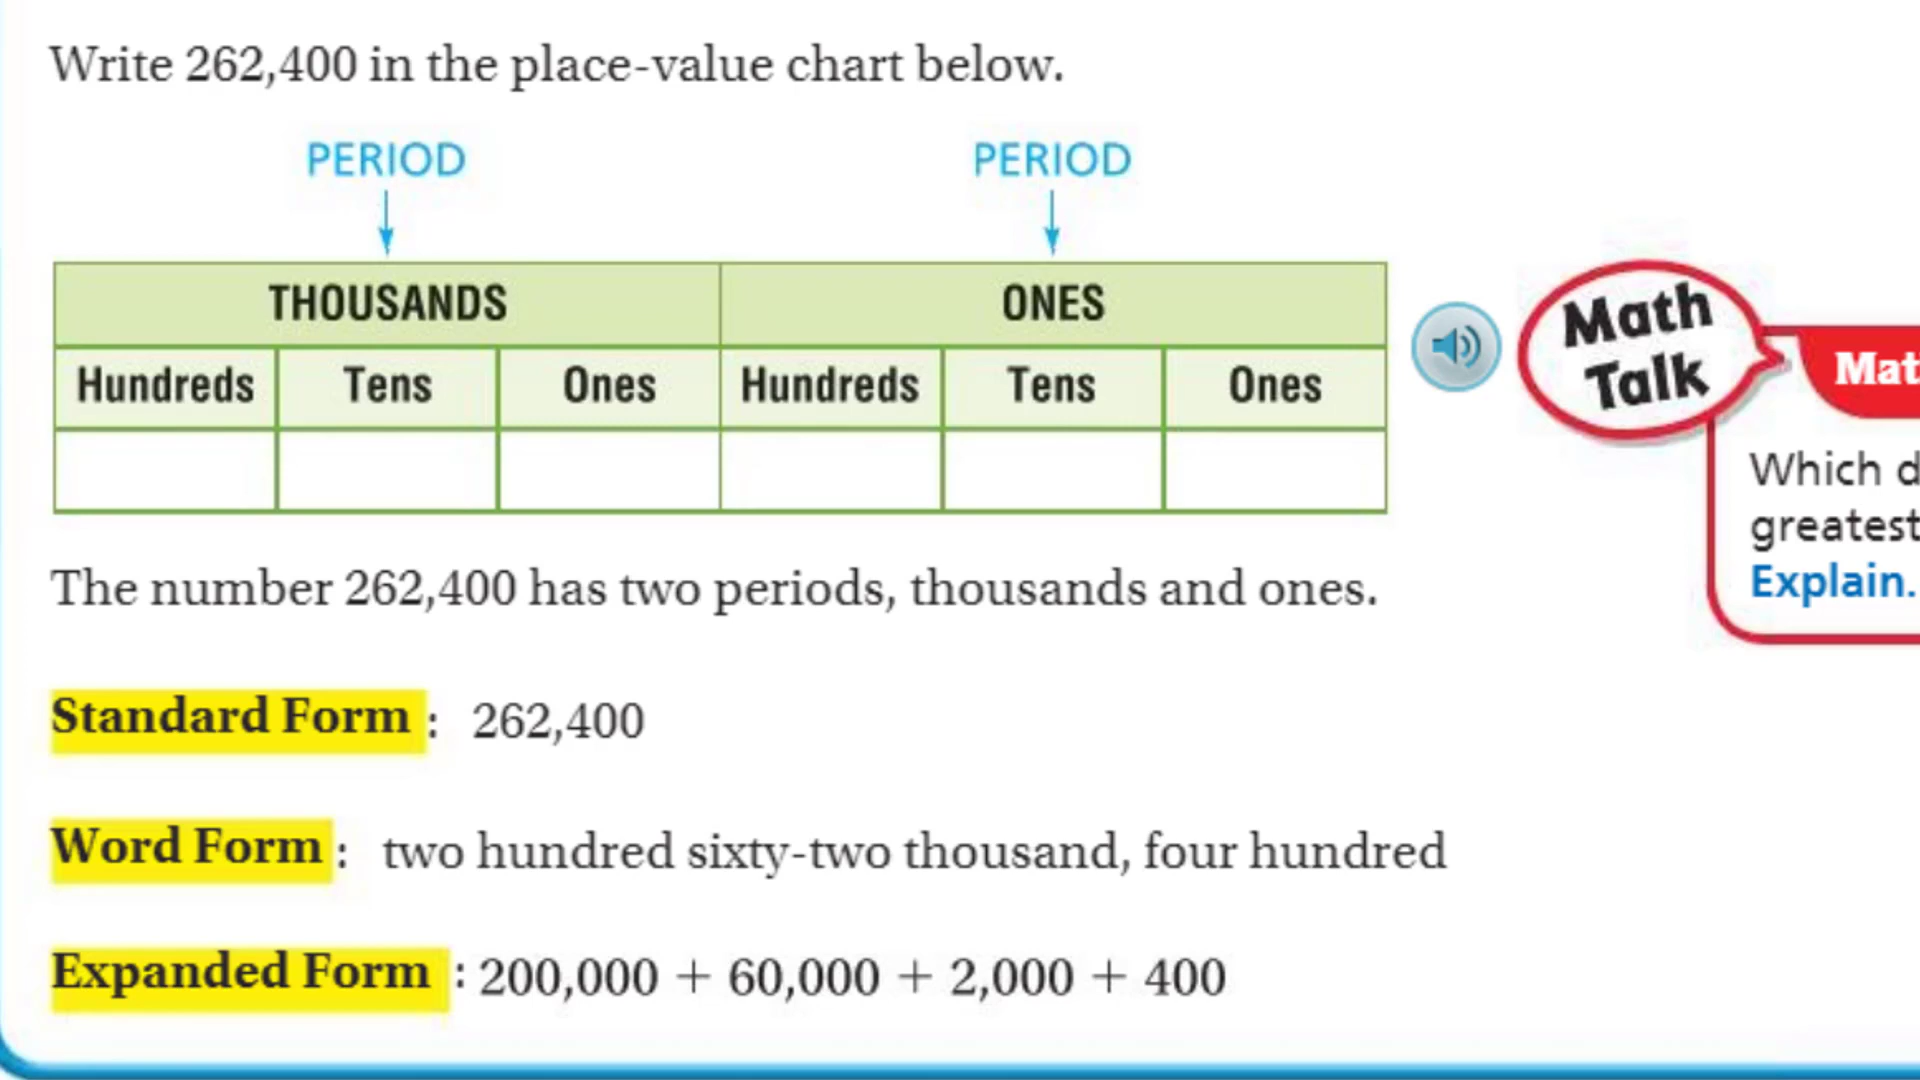 Write 262,400 in the place-value chart below.
PERIOD PERIOD
THOUSANDS ONES
Hundreds Tens Ones Hundreds Tens Ones
Math
Talk
Mat
Which d
greatest
Explain.
The number 262,400 has two periods, thousands and ones.
Standard Form : 262,400
Word Form : two hundred sixty-two thousand, four hundred
Expanded Form : 200,000 + 60,000 + 2,000 + 400